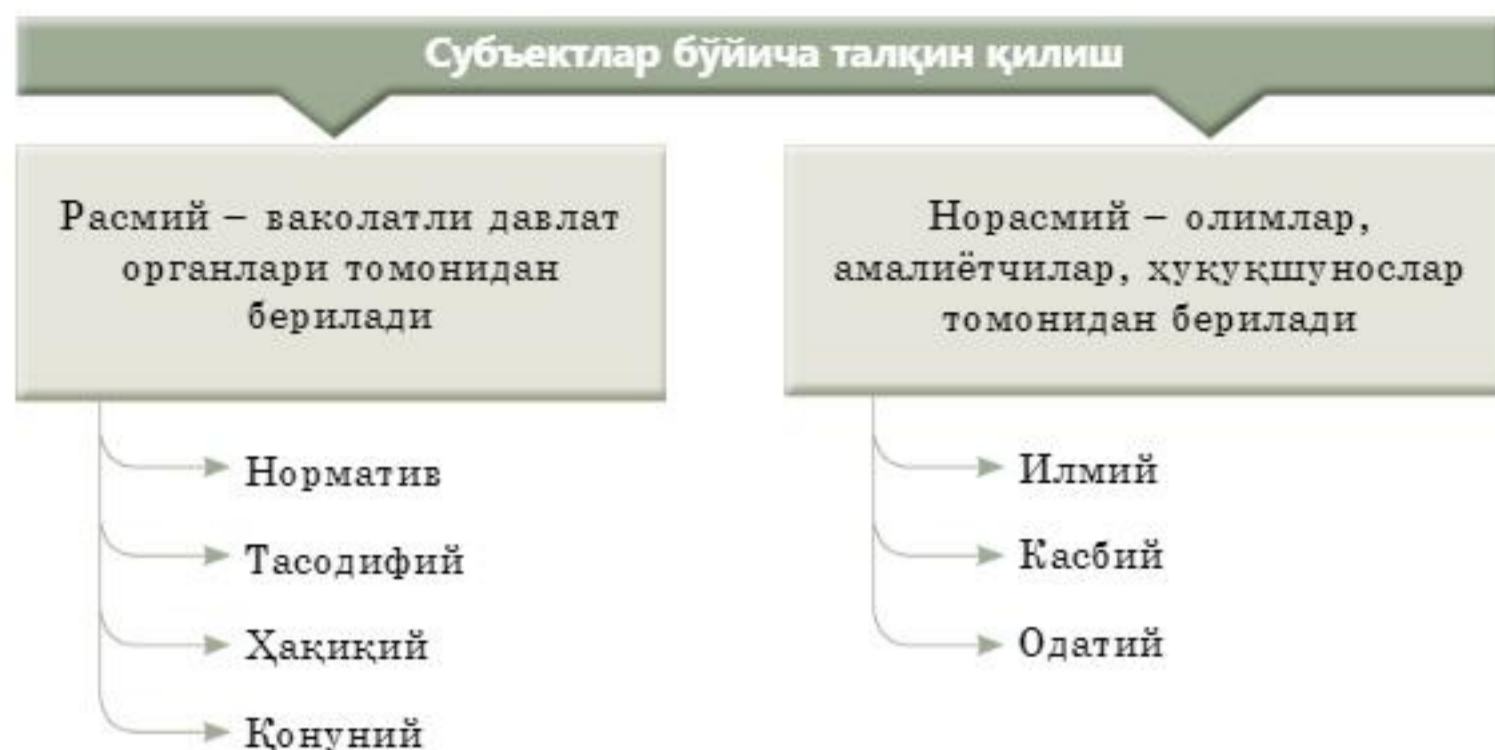 Субъектлар бўйича талқин қилиш
Расмий – ваколатли давлат
органлари томонидан
берилади
Норматив
Тасодифий
Ҳақиқий
Қонуний
Норасмий – олимлар,
амалиётчилар, ҳуқуқшунослар
томонидан берилади
Илмий
Касбий
Одатий